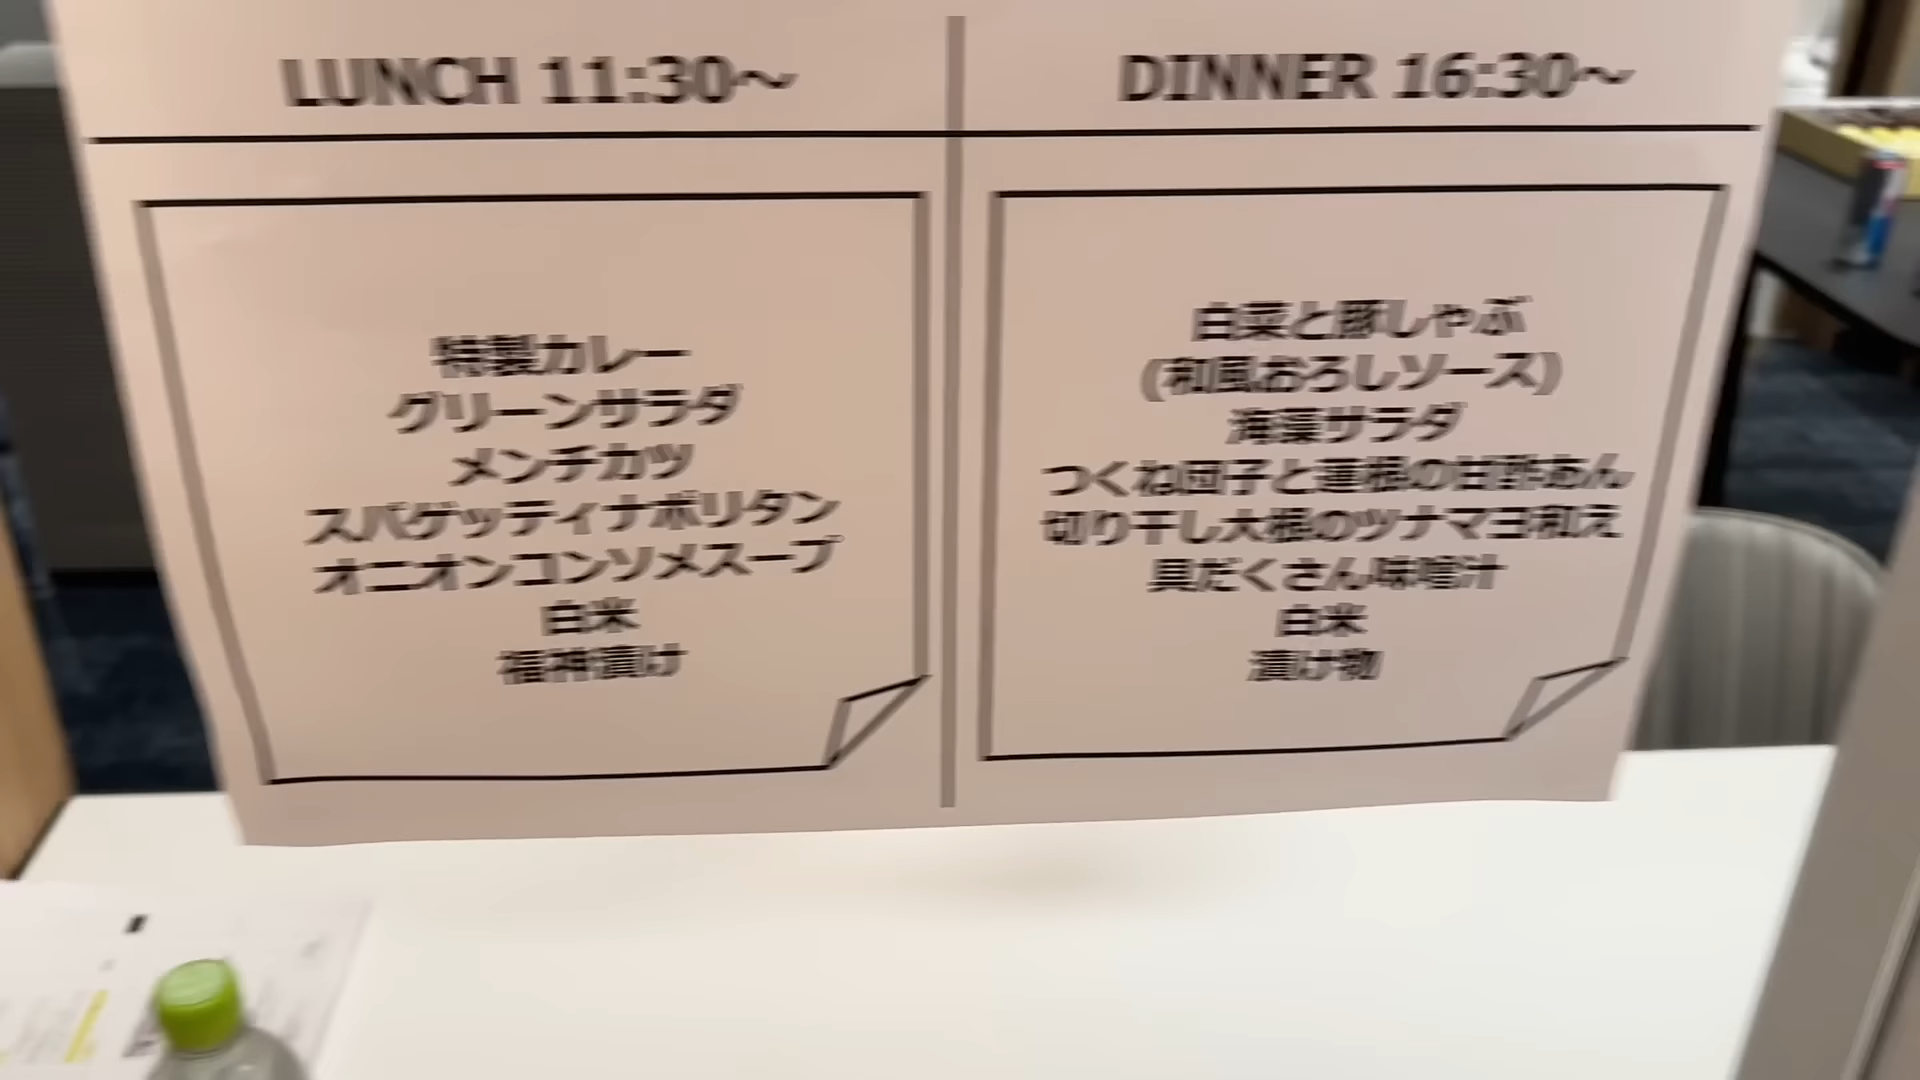 LUNCH 11:30～
特製カレー
グリーンサラダ
メンチカツ
スパゲッティナポリタン
オニオンコンソメスープ
白米
福神漬け
DINNER 16:30～
白菜と豚しゃぶ
(和風おろしソース)
海藻サラダ
つくね団子と蓮根の甘酢あん
切り干し大根のツナマヨ和え
具だくさん味噌汁
白米
漬け物